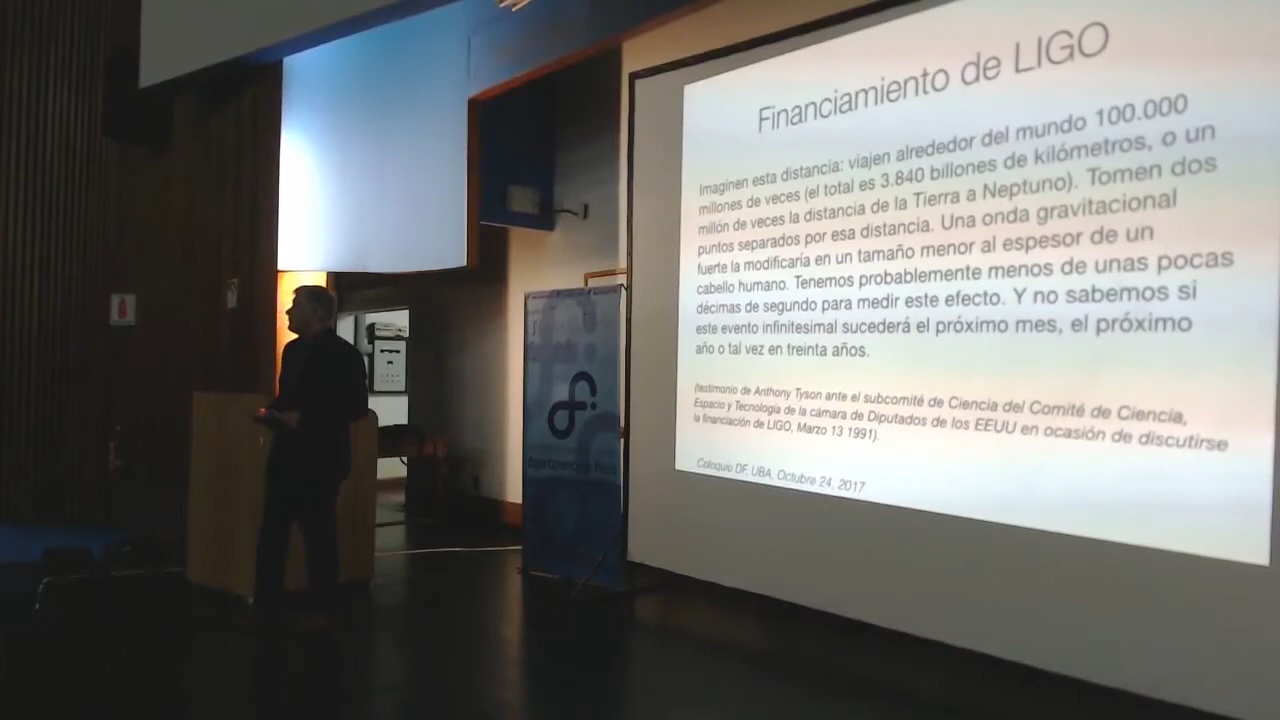 Financiamiento de LIGO
Imaginen esta distancia: viajen alrededor del mundo 100.000
millones de veces (el total es 3.840 billones de kilómetros, o un
millón de veces la distancia de la Tierra a Neptuno). Tomen dos
puntos separados por esa distancia. Una onda gravitacional
fuerte la modificaría en un tamaño menor al espesor de un
cabello humano. Tenemos probablemente menos de unas pocas
décimas de segundo para medir este efecto. Y no sabemos si
este evento infinitesimal sucederá el próximo mes, el próximo
año o tal vez en treinta años.
(testimonio de Anthony Tyson ante el subcomité de Ciencia del Comité de Ciencia,
Espacio y Tecnología de la cámara de Diputados de los EEUU en ocasión de discutirse
la financiación de LIGO, Marzo 13 1991).
Coloquio DF, UBA, Octubre 24, 2017